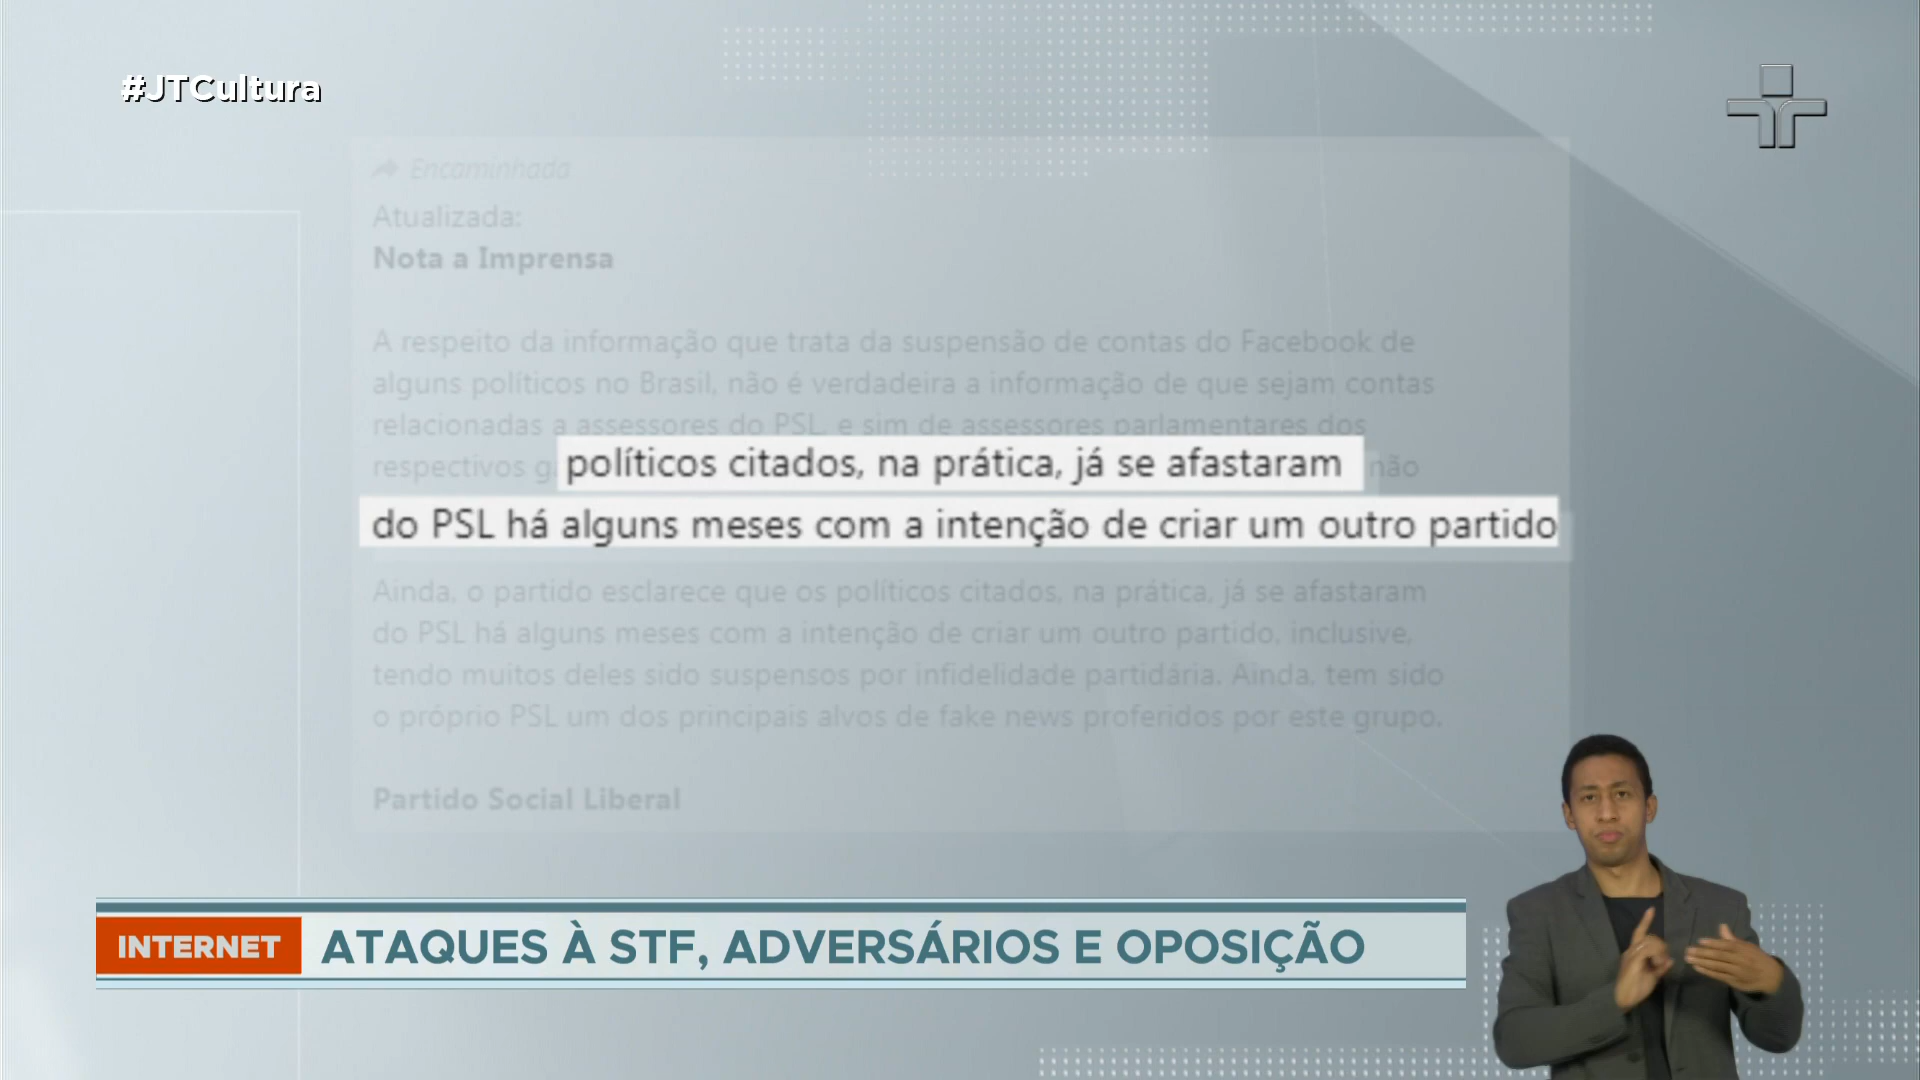 #JTCultura
Encaminhada
Atualizada:
Nota a Imprensa
A respeito da informação que trata da suspensão de contas do Facebook de
alguns políticos no Brasil, não é verdadeira a informação de que sejam contas
relacionadas a assessores do PSL, e sim de assessores parlamentares dos
respectivos não
políticos citados, na prática, já se afastaram
do PSL há alguns meses com a intenção de criar um outro partido
Ainda, o partido esclarece que os políticos citados, na prática, já se afastaram
do PSL há alguns meses com a intenção de criar um outro partido, inclusive,
tendo muitos deles sido suspensos por infidelidade partidária. Ainda, tem sido
o próprio PSL um dos principais alvos de fake news proferidos por este grupo.
Partido Social Liberal
INTERNET ATAQUES À STF, ADVERSÁRIOS E OPOSIÇÃO